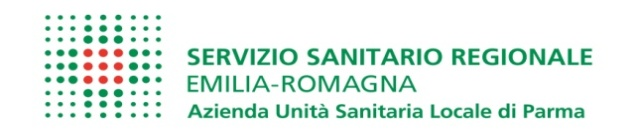 SERVIZIO SANITARIO REGIONALE
EMILIA-ROMAGNA
Azienda Unità Sanitaria Locale di Parma